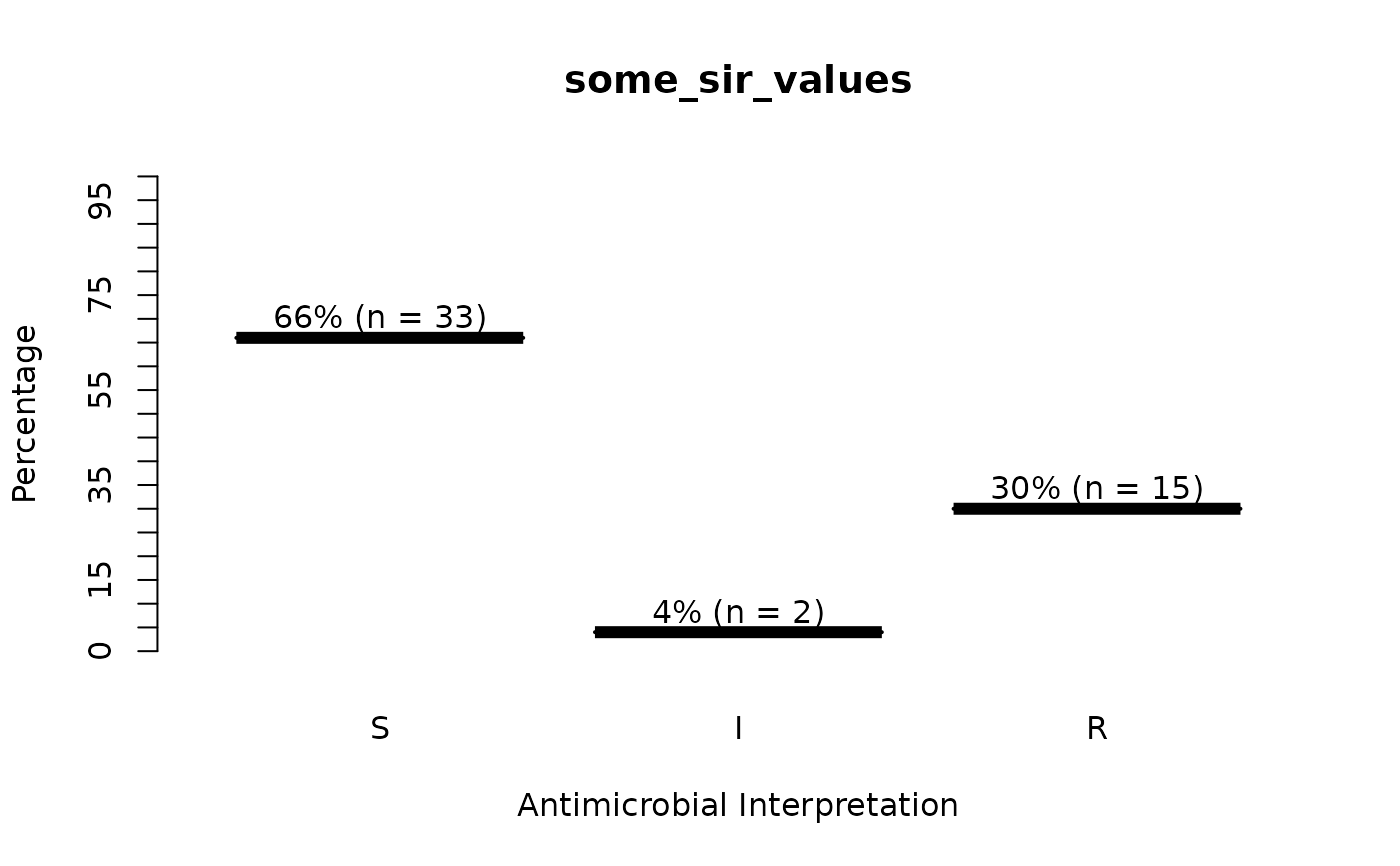 some_sir_values
Percentage
95
75
55
35
15
0
66% (n = 33)
4% (n = 2)
30% (n = 15)
S
I
R
Antimicrobial Interpretation